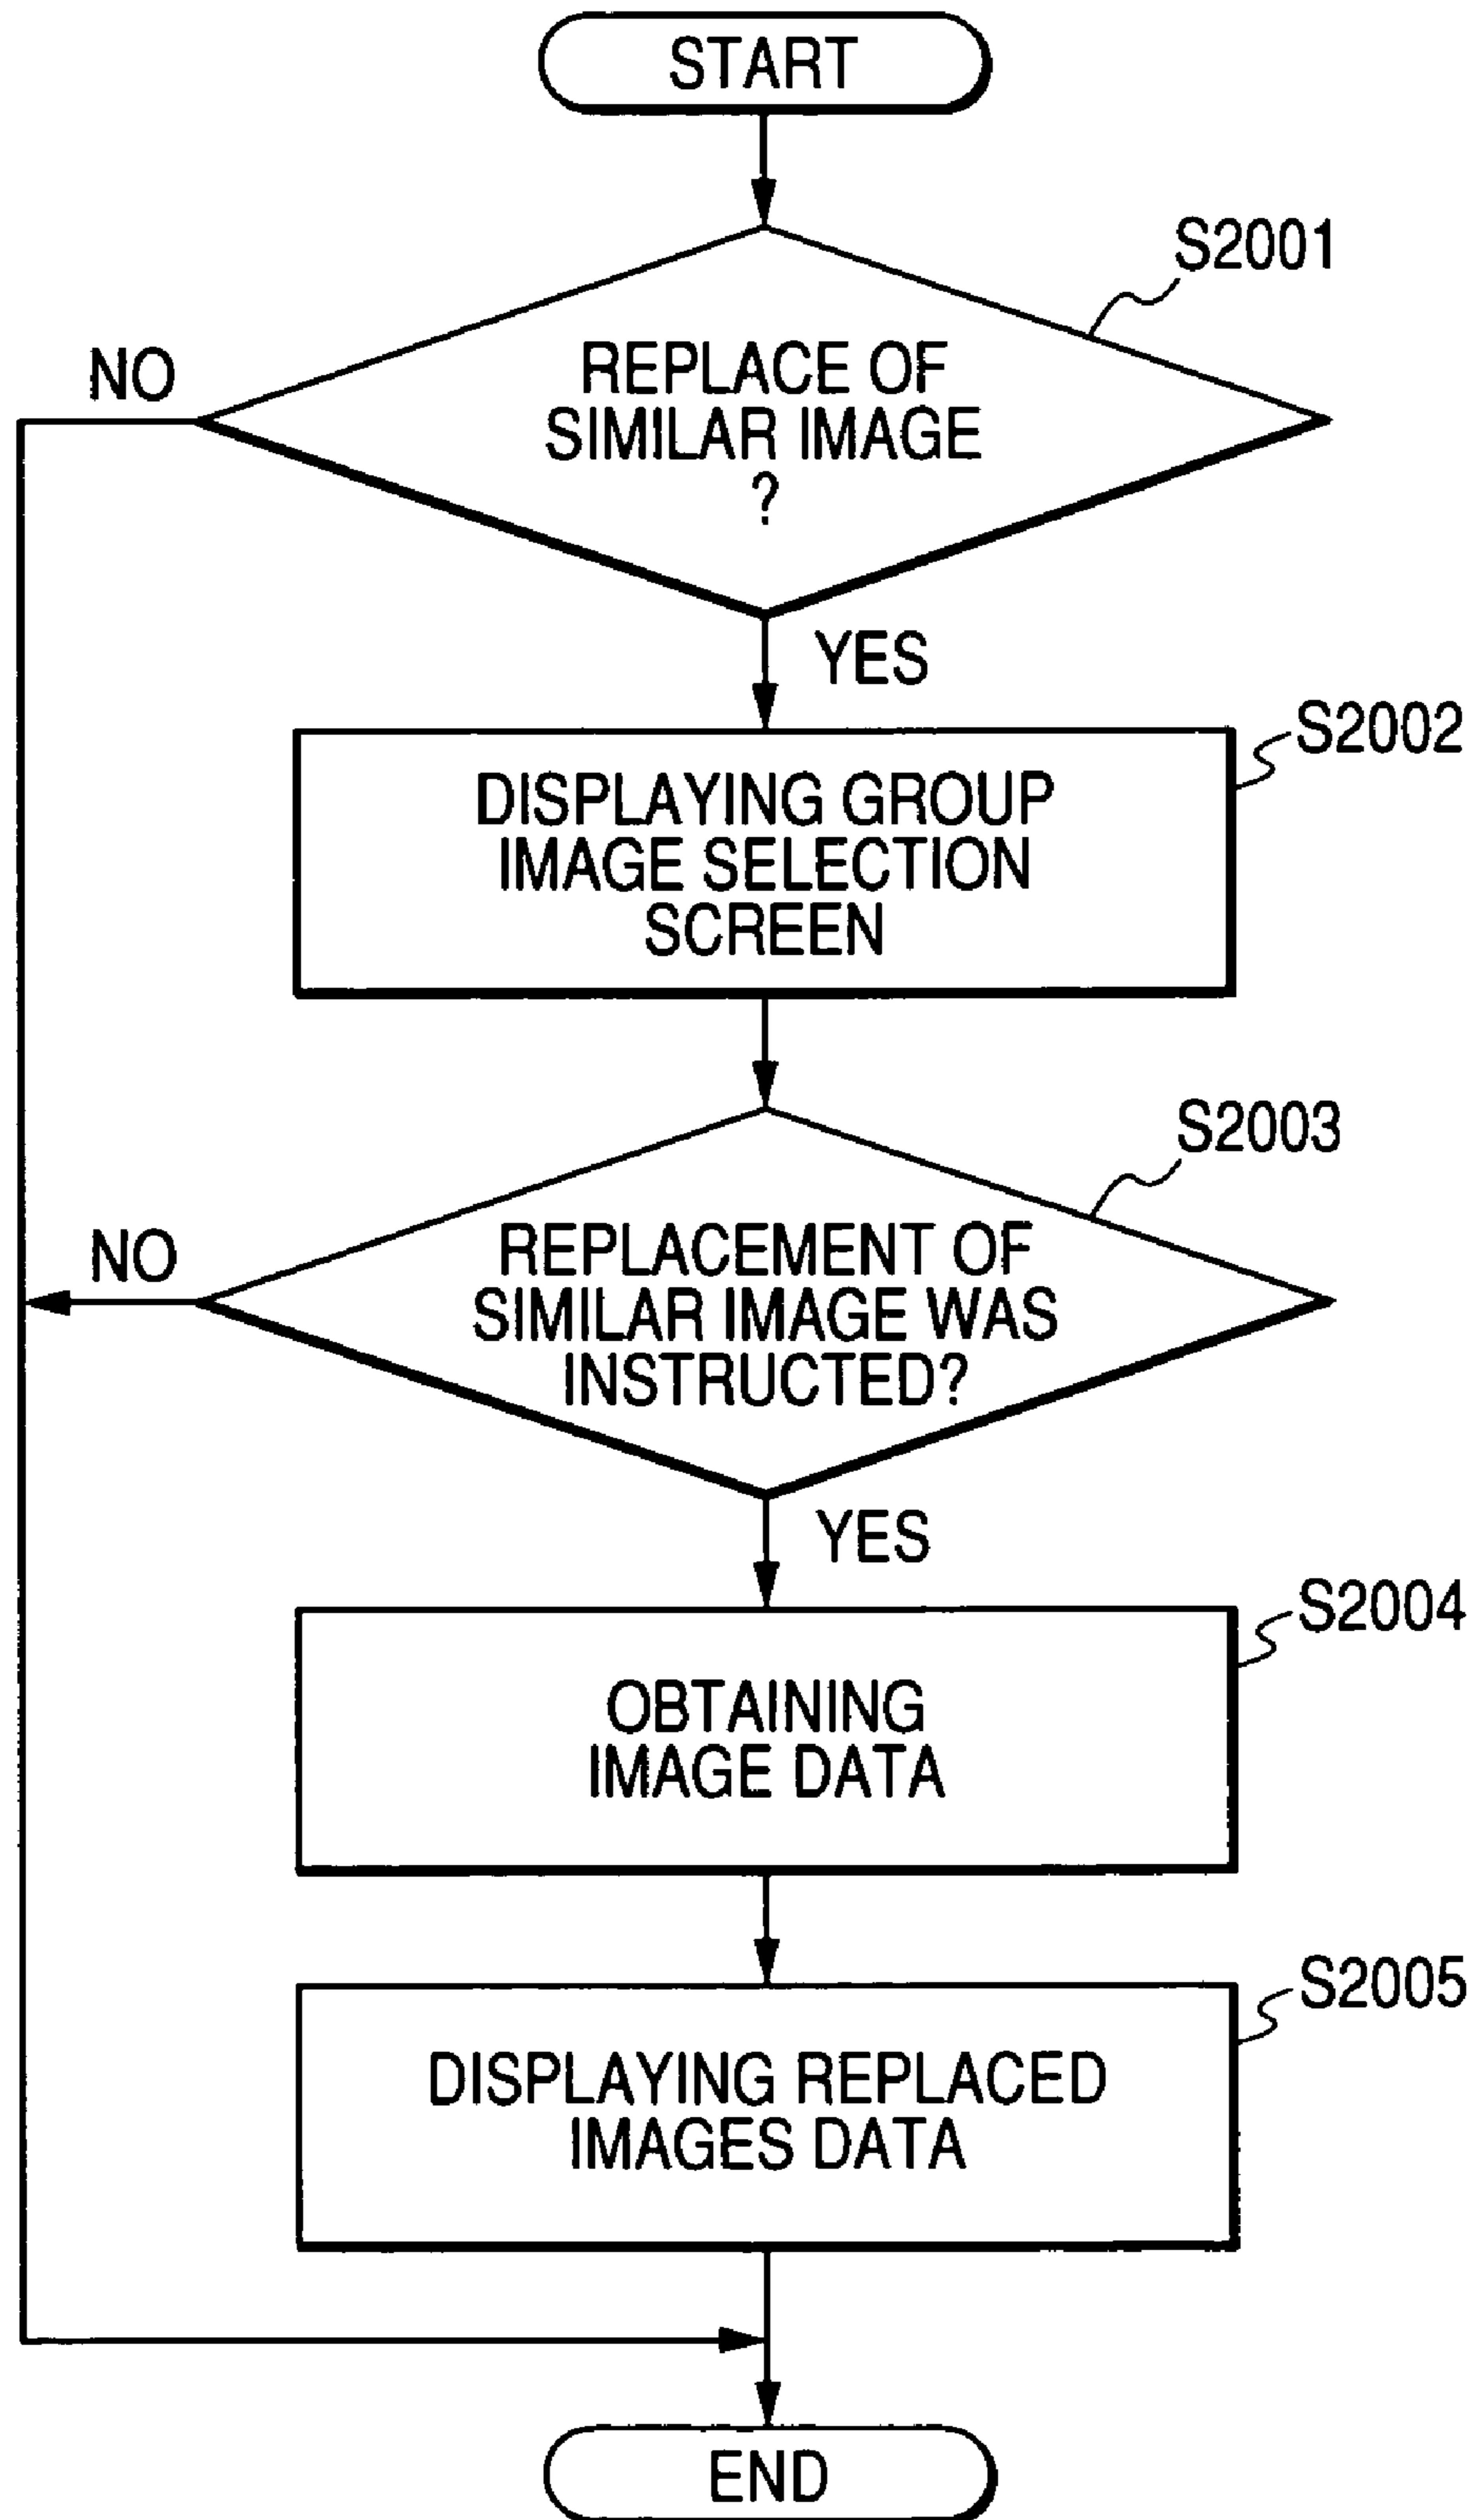 START
S2001
NO
REPLACE OF
SIMILAR IMAGE
?
YES
S2002
DISPLAYING GROUP
IMAGE SELECTION
SCREEN
S2003
NO
REPLACEMENT OF
SIMILAR IMAGE WAS
INSTRUCTED?
YES
S2004
OBTAINING
IMAGE DATA
S2005
DISPLAYING REPLACED
IMAGES DATA
END